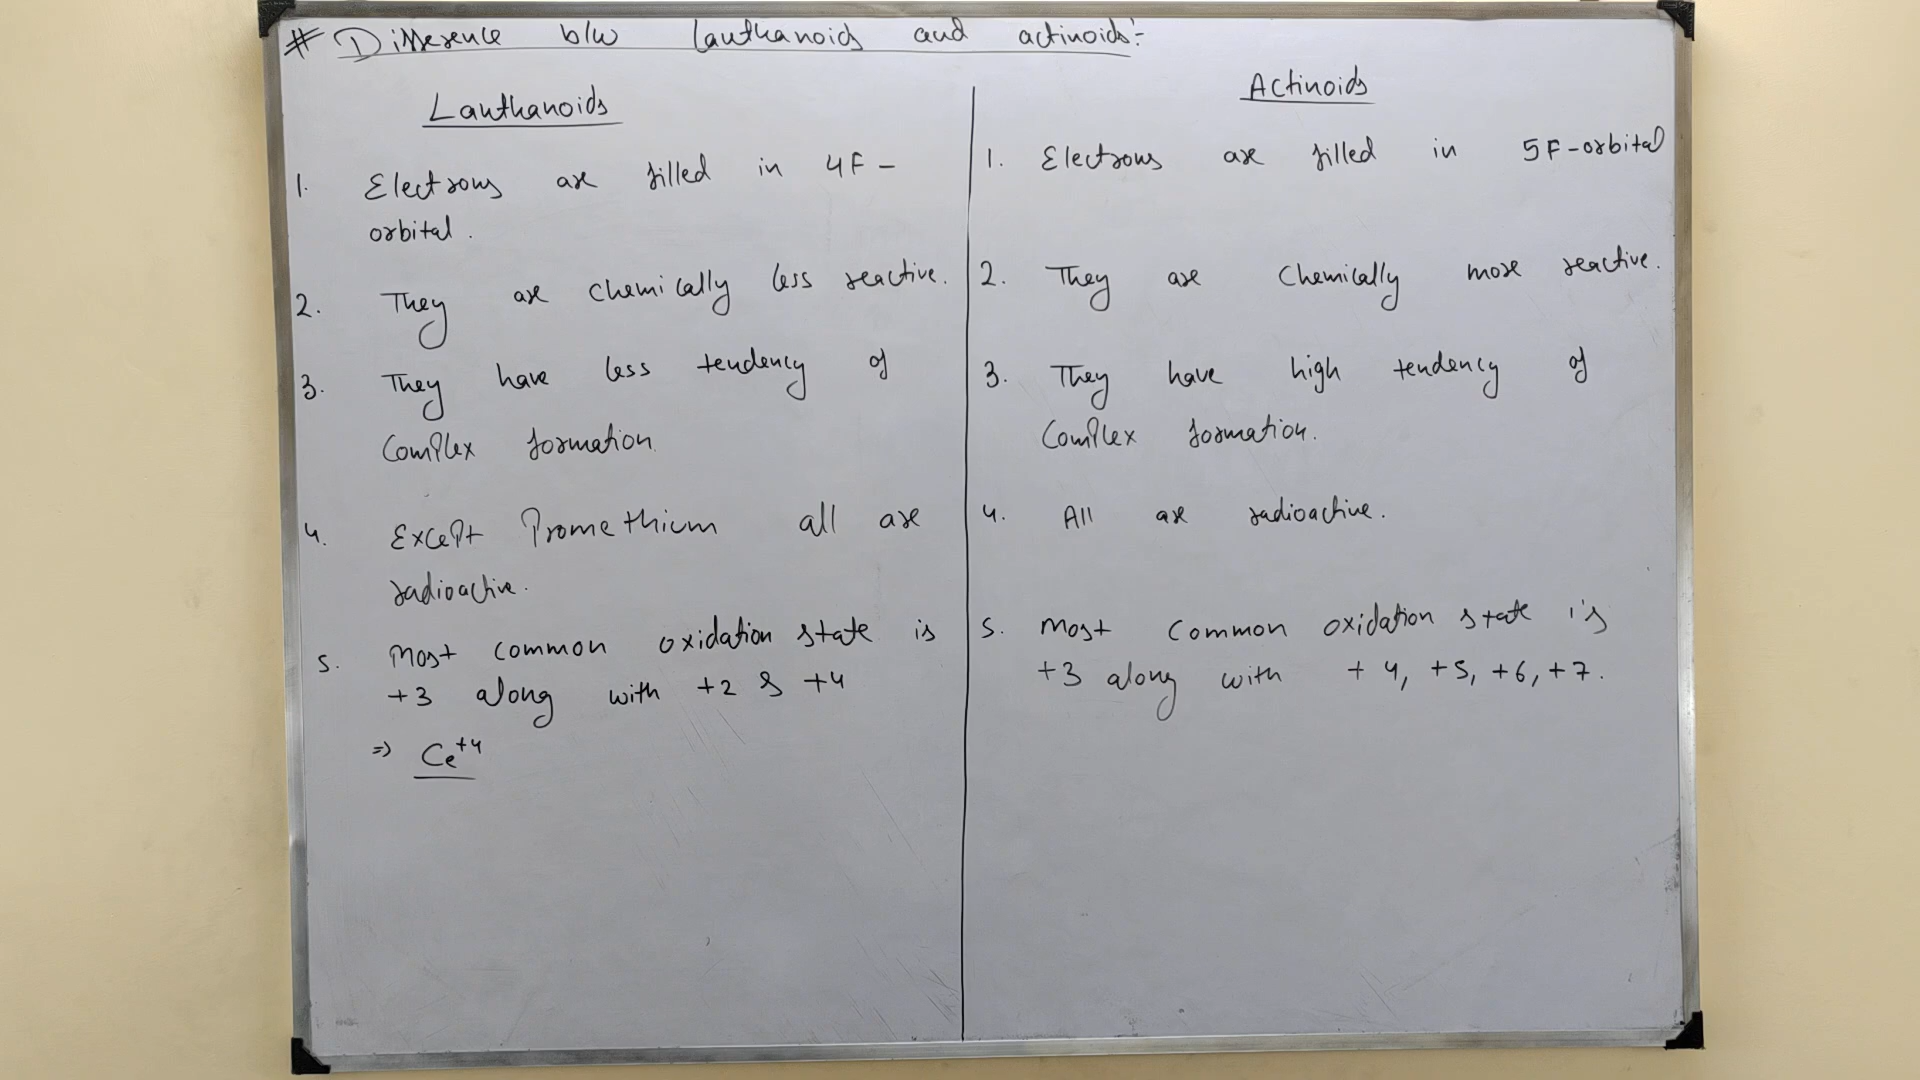 # Difference b/w lanthanoids and actinoids:-
Lanthanoids
1. Electrons are filled in 4F-
orbital.
2. They are chemically less reactive.
3. They have less tendency of
Complex formation.
4. Except Promethium all are
radioactive.
5. Most common oxidation state is
+3 along with +2 & +4
⇒ Ce⁺⁴
Actinoids
1. Electrons are filled in 5F-orbital
2. They are Chemically more reactive.
3. They have high tendency of
Complex formation.
4. All are radioactive.
5. Most common oxidation state is
+3 along with +4, +5, +6, +7.